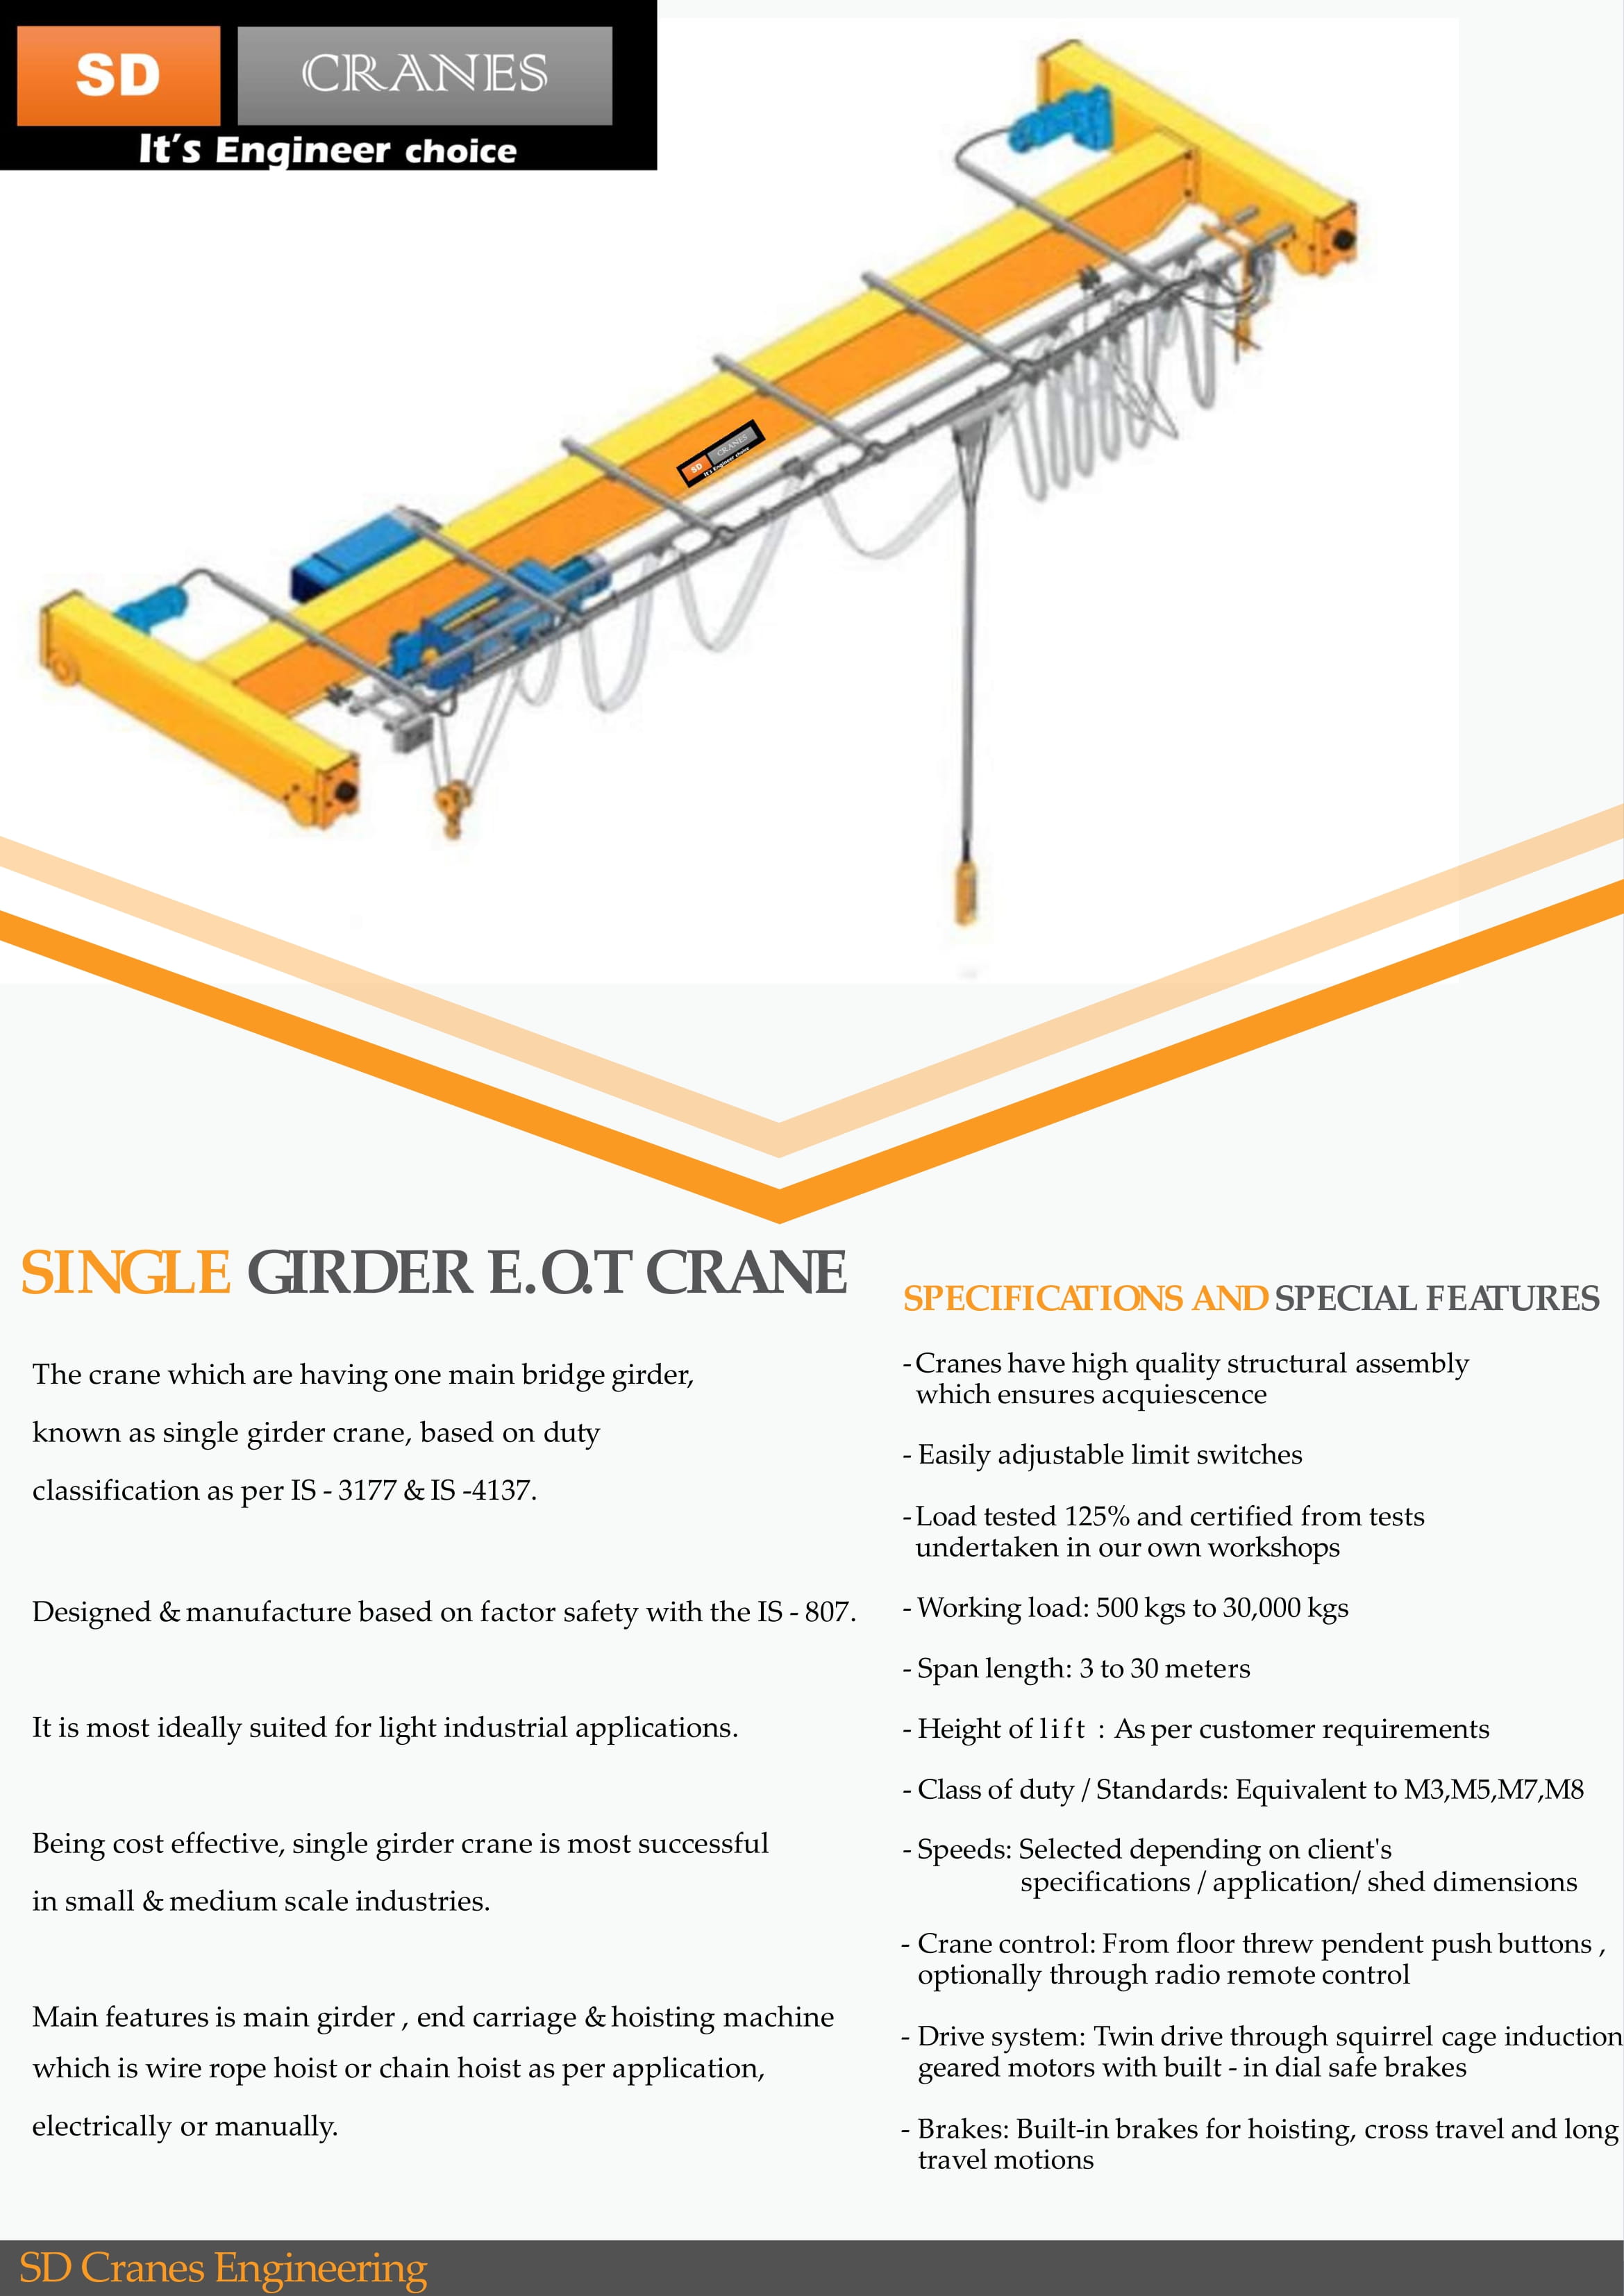 SD CRANES
It's Engineer choice
SD CRANES
It's Engineer choice
SINGLE GIRDER E.O.T CRANE
The crane which are having one main bridge girder,
known as single girder crane, based on duty
classification as per IS - 3177 & IS -4137.
Designed & manufacture based on factor safety with the IS - 807.
It is most ideally suited for light industrial applications.
Being cost effective, single girder crane is most successful
in small & medium scale industries.
Main features is main girder , end carriage & hoisting machine
which is wire rope hoist or chain hoist as per application,
electrically or manually.
SPECIFICATIONS AND SPECIAL FEATURES
- Cranes have high quality structural assembly
which ensures acquiescence
- Easily adjustable limit switches
- Load tested 125% and certified from tests
undertaken in our own workshops
- Working load: 500 kgs to 30,000 kgs
- Span length: 3 to 30 meters
- Height of lift : As per customer requirements
- Class of duty / Standards: Equivalent to M3,M5,M7,M8
- Speeds: Selected depending on client's
specifications / application/ shed dimensions
- Crane control: From floor threw pendent push buttons ,
optionally through radio remote control
- Drive system: Twin drive through squirrel cage induction
geared motors with built - in dial safe brakes
- Brakes: Built-in brakes for hoisting, cross travel and long
travel motions
SD Cranes Engineering